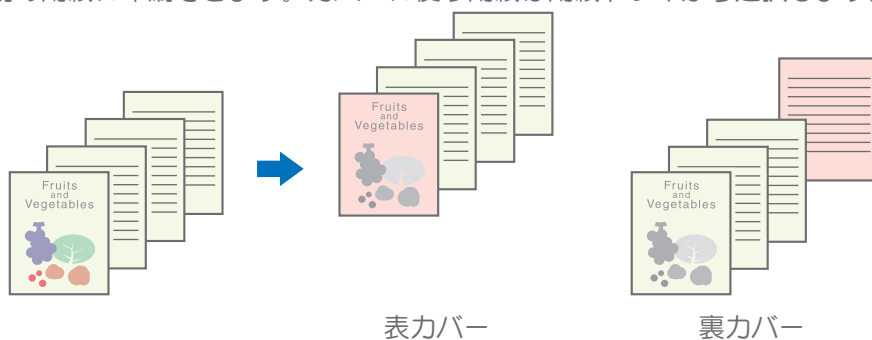 Fruits
and
Vegetables
Fruits
and
Vegetables
Fruits
and
Vegetables
表カバー
裏カバー